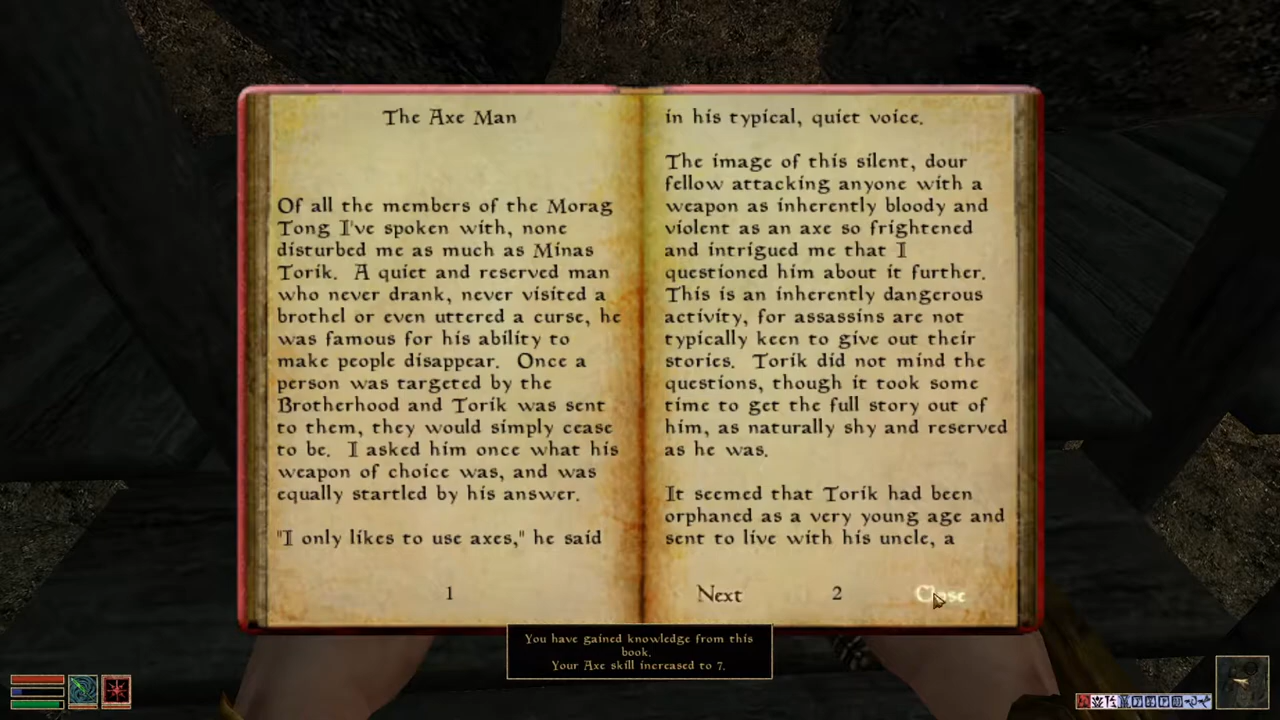 The Axe Man
Of all the members of the Morag
Tong I've spoken with, none
disturbed me as much as Minas
Torik. A quiet and reserved man
who never drank, never visited a
brothel or even uttered a curse, he
was famous for his ability to
make people disappear. Once a
person was targeted by the
Brotherhood and Torik was sent
to them, they would simply cease
to be. I asked him once what his
weapon of choice was, and was
equally startled by his answer.
"I only likes to use axes," he said
1
in his typical, quiet voice.
The image of this silent, dour
fellow attacking anyone with a
weapon as inherently bloody and
violent as an axe so frightened
and intrigued me that I
questioned him about it further.
This is an inherently dangerous
activity, for assassins are not
typically keen to give out their
stories. Torik did not mind the
questions, though it took some
time to get the full story out of
him, as naturally shy and reserved
as he was.
It seemed that Torik had been
orphaned as a very young age and
sent to live with his uncle, a
Next 2 Close
You have gained knowledge from this
book.
Your Axe skill increased to 7.